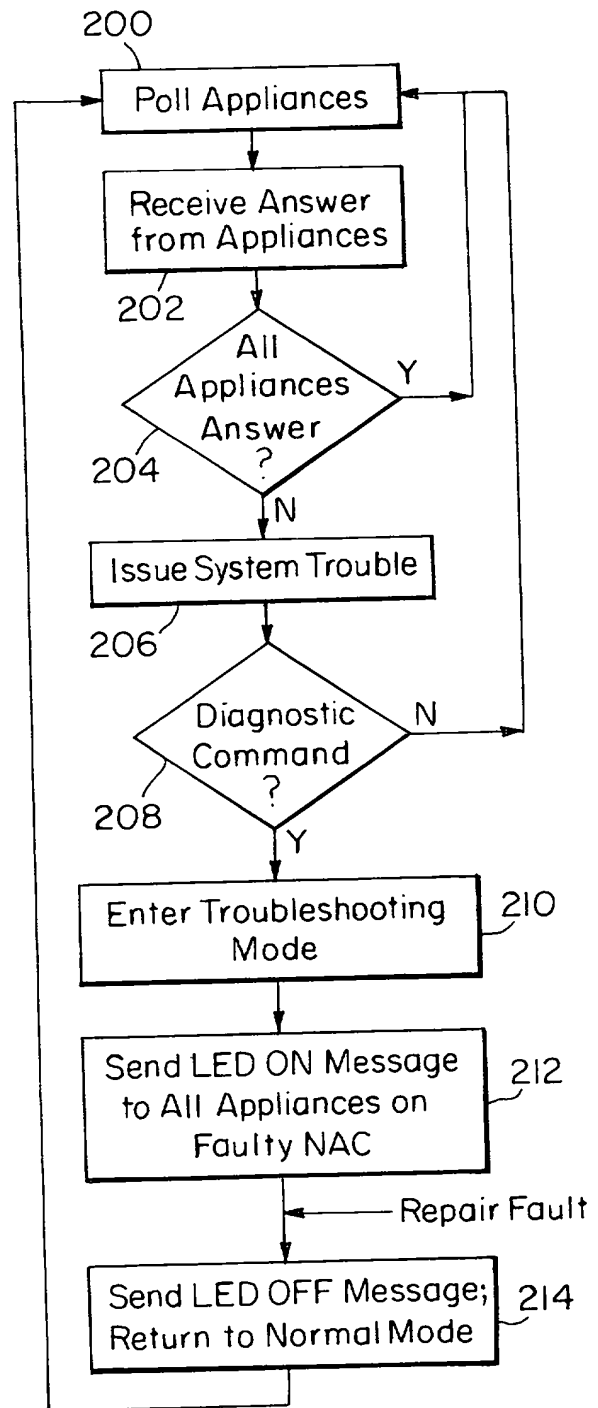 200
Poll Appliances
Receive Answer
from Appliances
202
All
Appliances
Answer
?
Y
204
N
Issue System Trouble
206
Diagnostic
Command
?
N
208
Y
Enter Troubleshooting
Mode
210
Send LED ON Message
to All Appliances on
Faulty NAC
212
Repair Fault
Send LED OFF Message;
Return to Normal Mode
214